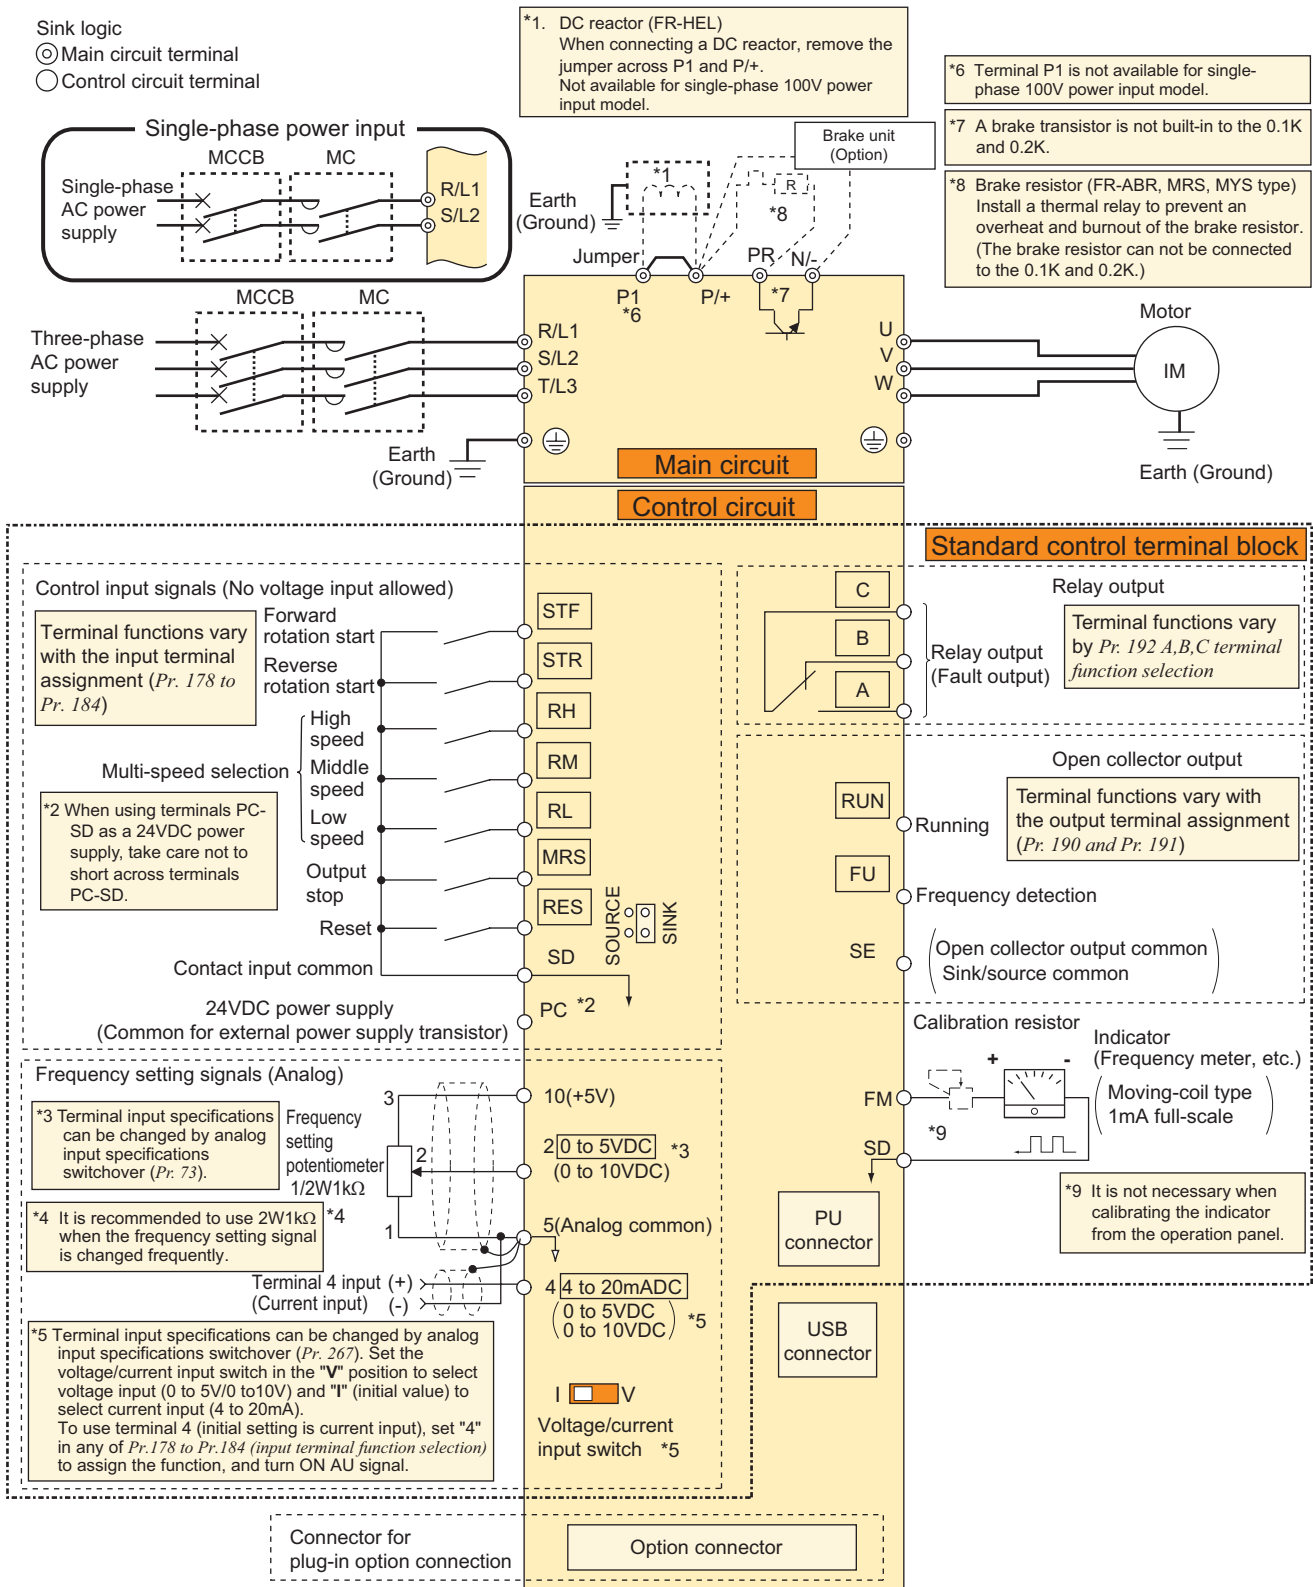 Sink logic
Main circuit terminal
Control circuit terminal
*1. DC reactor (FR-HEL)
When connecting a DC reactor, remove the
jumper across P1 and P/+.
Not available for single-phase 100V power
input model.
*6 Terminal P1 is not available for single-
phase 100V power input model.
*7 A brake transistor is not built-in to the 0.1K
and 0.2K.
*8 Brake resistor (FR-ABR, MRS, MYS type)
Install a thermal relay to prevent an
overheat and burnout of the brake resistor.
(The brake resistor can not be connected
to the 0.1K and 0.2K.)
Single-phase power input
MCCB
MC
Single-phase
AC power
supply
R/L1
S/L2
Brake unit
(Option)
*1
R
*8
Earth
(Ground)
Jumper
PR
N/-
P1
*6
P/+
*7
MCCB
MC
Three-phase
AC power
supply
R/L1
S/L2
T/L3
U
V
W
Motor
IM
Earth
(Ground)
Earth (Ground)
Main circuit
Control circuit
Standard control terminal block
Control input signals (No voltage input allowed)
Terminal functions vary
with the input terminal
assignment (Pr. 178 to
Pr. 184)
Forward
rotation start
Reverse
rotation start
High
speed
Multi-speed selection
Middle
speed
Low
speed
*2 When using terminals PC-
SD as a 24VDC power
supply, take care not to
short across terminals
PC-SD.
Output
stop
Reset
Contact input common
24VDC power supply
(Common for external power supply transistor)
STF
STR
RH
RM
RL
MRS
RES
SD
PC *2
SOURCE
SINK
C
B
A
Relay output
Relay output
(Fault output)
Terminal functions vary
by Pr. 192 A,B,C terminal
function selection
Open collector output
RUN
Running
Terminal functions vary with
the output terminal assignment
(Pr. 190 and Pr. 191)
FU
Frequency detection
SE
Open collector output common
Sink/source common
Calibration resistor
Indicator
(Frequency meter, etc.)
+
-
Moving-coil type
1mA full-scale
FM
*9
SD
*9 It is not necessary when
calibrating the indicator
from the operation panel.
Frequency setting signals (Analog)
*3 Terminal input specifications
can be changed by analog
input specifications
switchover (Pr. 73).
Frequency
setting
potentiometer
1/2W1kΩ
*4
*4 It is recommended to use 2W1kΩ
when the frequency setting signal
is changed frequently.
3
2
1
10(+5V)
2 0 to 5VDC *3
(0 to 10VDC)
5(Analog common)
Terminal 4 input (+)
(Current input) (-)
4 4 to 20mADC
0 to 5VDC
0 to 10VDC
*5
*5 Terminal input specifications can be changed by analog
input specifications switchover (Pr. 267). Set the
voltage/current input switch in the "V" position to select
voltage input (0 to 5V/0 to10V) and "I" (initial value) to
select current input (4 to 20mA).
To use terminal 4 (initial setting is current input), set "4"
in any of Pr.178 to Pr.184 (input terminal function selection)
to assign the function, and turn ON AU signal.
I
V
Voltage/current
input switch *5
PU
connector
USB
connector
Connector for
plug-in option connection
Option connector